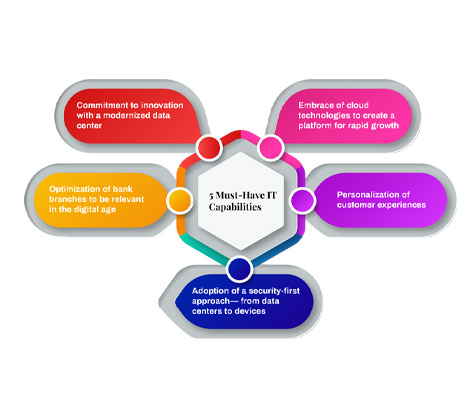 Commitment to innovation
with a modernized data
center
Embrace of cloud
technologies to create a
platform for rapid growth
Optimization of bank
branches to be relevant
in the digital age
5 Must-Have IT
Capabilities
Personalization of
customer experiences
Adoption of a security-first
approach— from data
centers to devices